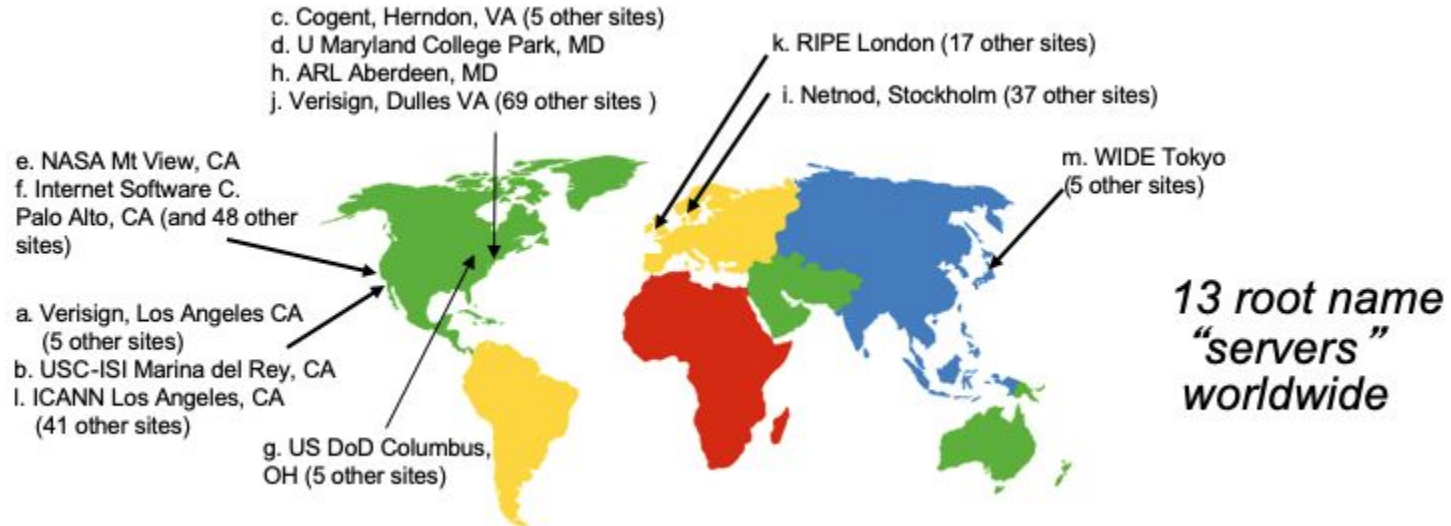 c. Cogent, Herndon, VA (5 other sites)
d. U Maryland College Park, MD
h. ARL Aberdeen, MD
j. Verisign, Dulles VA (69 other sites )
k. RIPE London (17 other sites)
i. Netnod, Stockholm (37 other sites)
m. WIDE Tokyo
(5 other sites)
e. NASA Mt View, CA
f. Internet Software C.
Palo Alto, CA (and 48 other
sites)
a. Verisign, Los Angeles CA
(5 other sites)
b. USC-ISI Marina del Rey, CA
l. ICANN Los Angeles, CA
(41 other sites)
g. US DoD Columbus,
OH (5 other sites)
13 root name
“servers”
worldwide